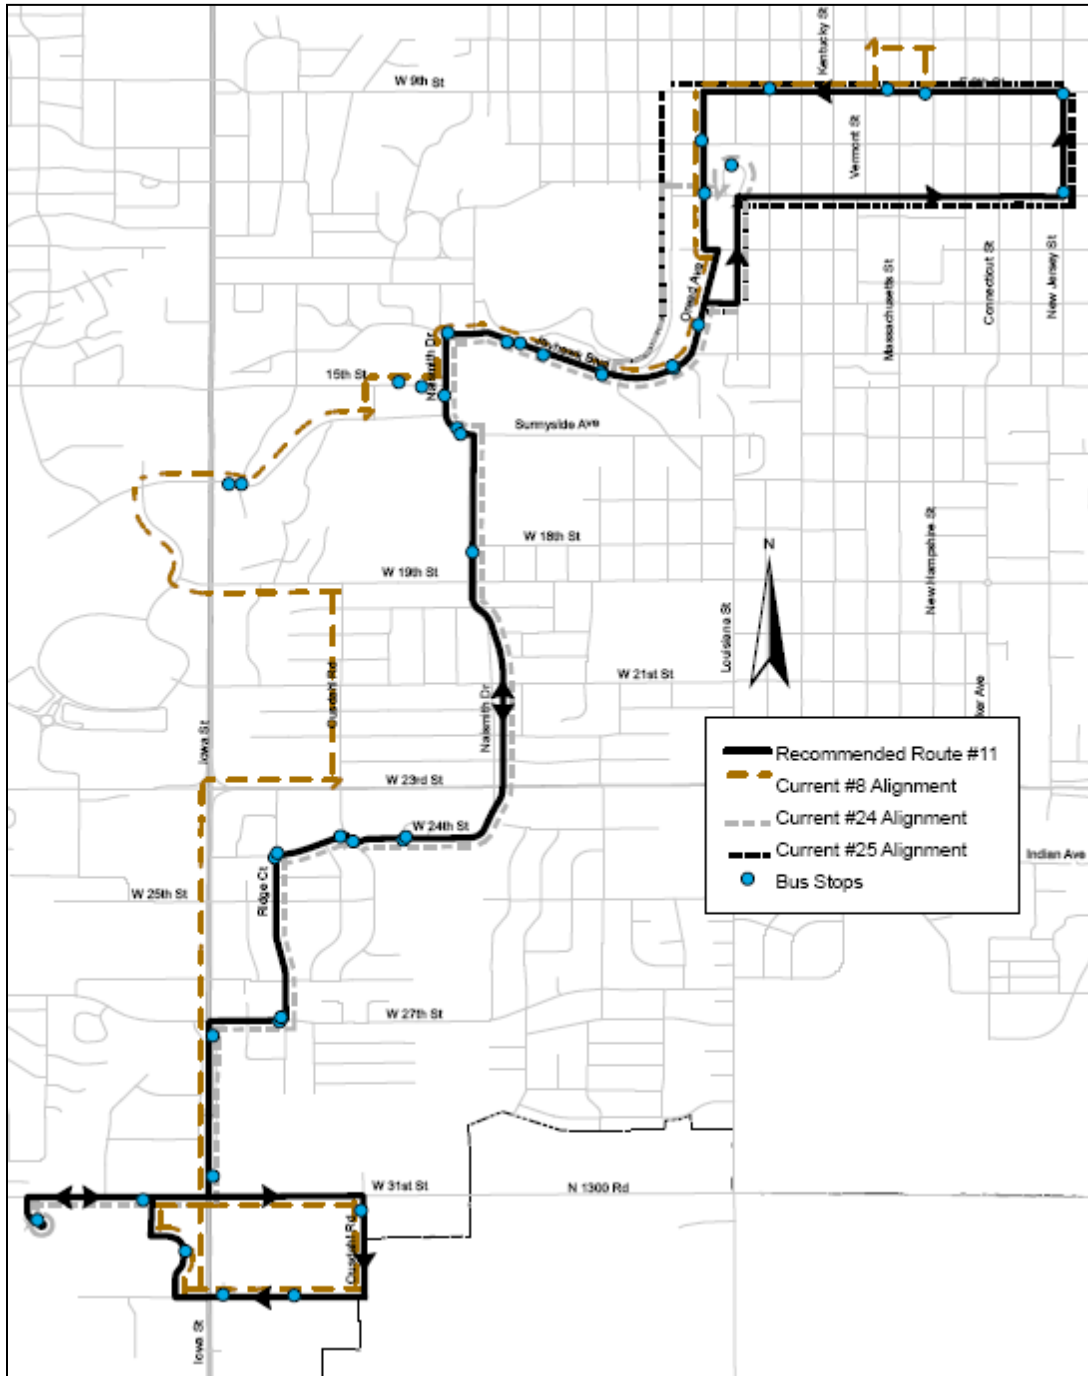 Kentucky St
W 9th St
Vermont St
Massachusetts St
Connecticut St
New Jersey St
Naismith Dr
15th St
Sunnyside Ave
W 18th St
W 19th St
New Hampshire St
N
Louisiana St
W 21st St
Ousdahl Rd
Naismith Dr
Iowa St
W 23rd St
W 24th St
Ridge Ct
W 25th St
Recommended Route #11
Current #8 Alignment
Current #24 Alignment
Current #25 Alignment
Bus Stops
Indian Ave
W 27th St
W 31st St
N 1300 Rd
Ousdahl Rd
Iowa St